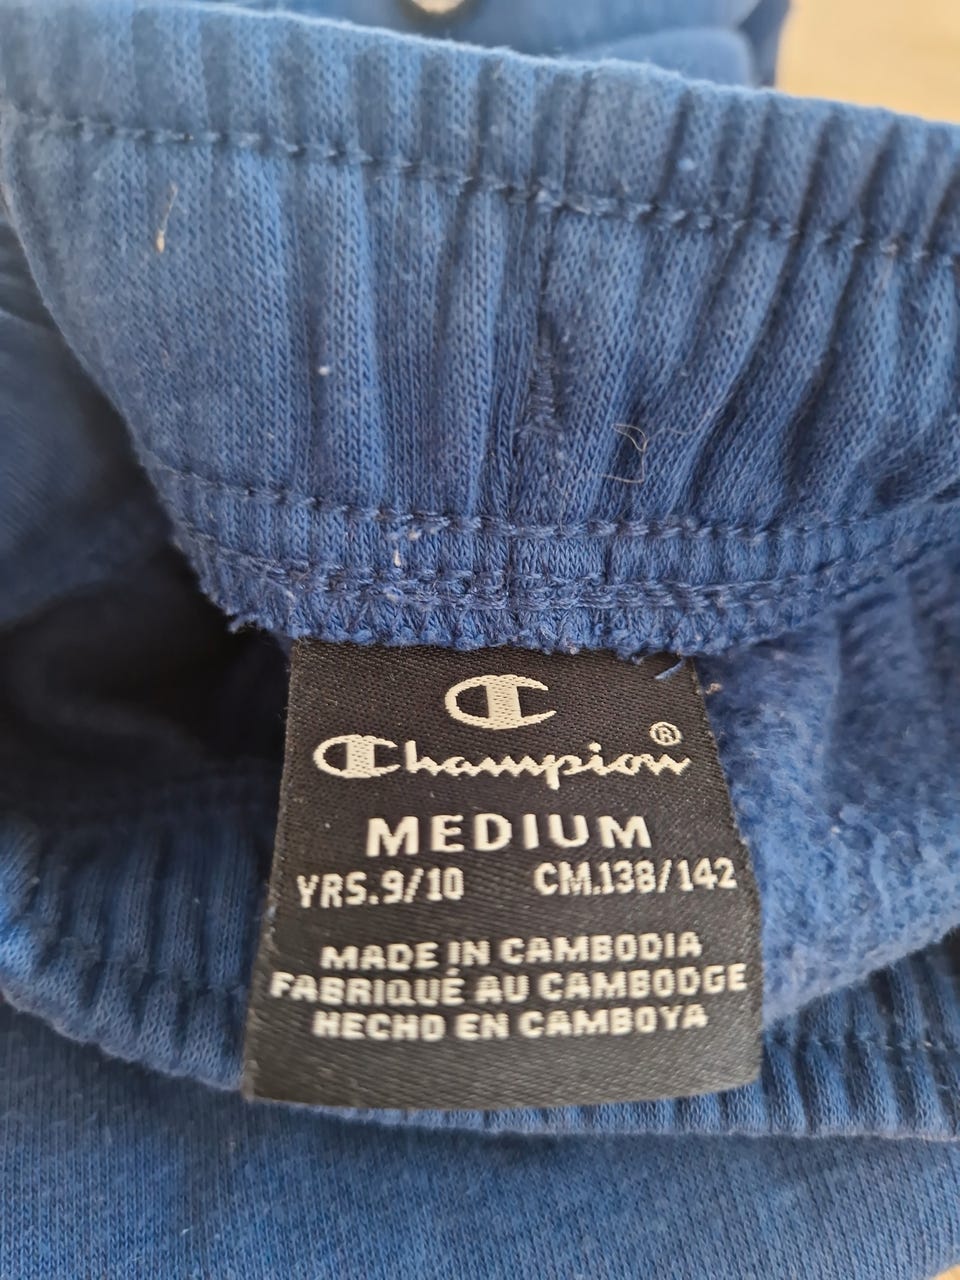 C
Champion®
MEDIUM
YRS.9/10 CM.138/142
MADE IN CAMBODIA
FABRIQUÉ AU CAMBODGE
HECHO EN CAMBOYA